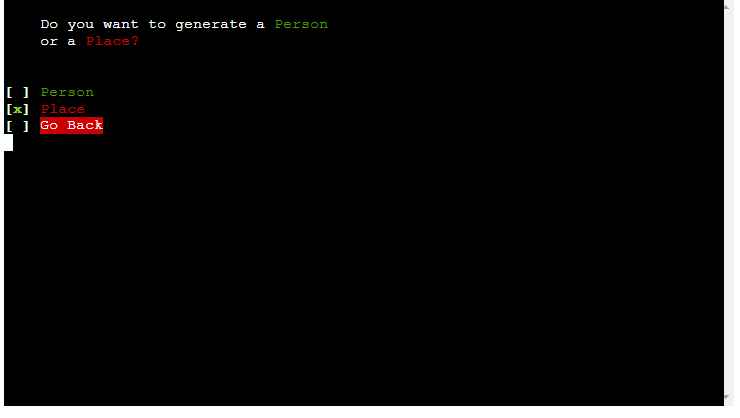 Do you want to generate a Person
or a Place?
[ ] Person
[x] Place
[ ] Go Back